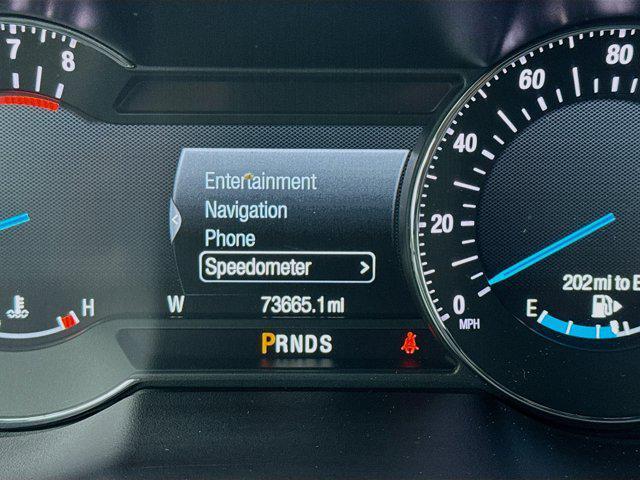 7 8
Entertainment
Navigation
Phone
Speedometer >
W 73665.1 mi
PRNDS
H
80
60
40
20
0
MPH
202 mi to E
E